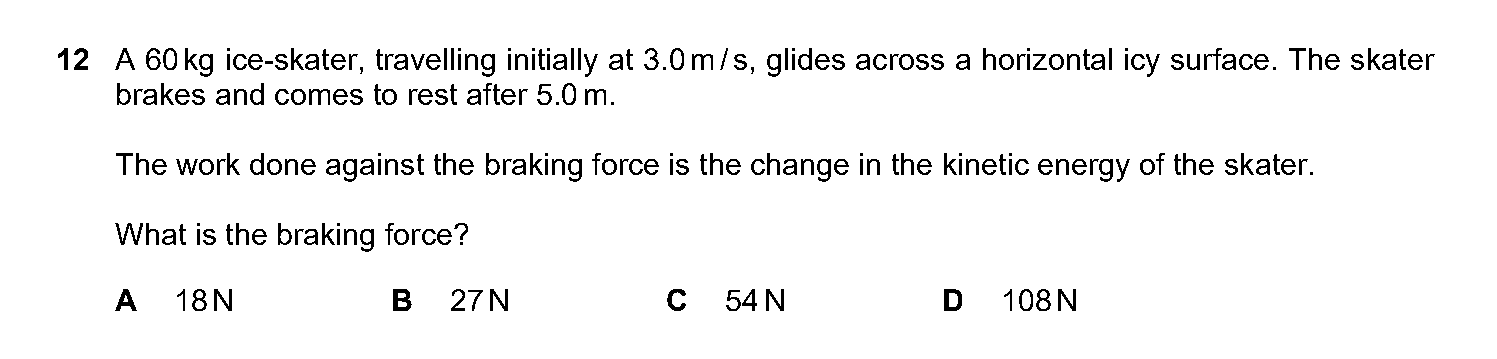 12 A 60 kg ice-skater, travelling initially at 3.0 m / s, glides across a horizontal icy surface. The skater
brakes and comes to rest after 5.0 m.
The work done against the braking force is the change in the kinetic energy of the skater.
What is the braking force?
A 18 N B 27 N C 54 N D 108 N